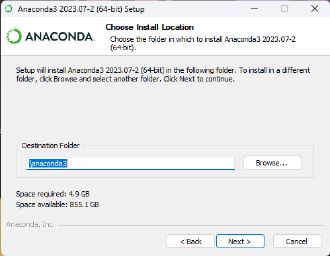 Anaconda3 2023.07-2 (64-bit) Setup
ANACONDA.
Choose Install Location
Choose the folder in which to install Anaconda3 2023.07-2
(64-bit).
Setup will install Anaconda3 2023.07-2 (64-bit) in the following folder. To install in a different
folder, click Browse and select another folder. Click Next to continue.
Destination Folder
\anaconda3
Browse...
Space required: 4.9 GB
Space available: 855.1 GB
Anaconda, Inc.
< Back
Next >
Cancel